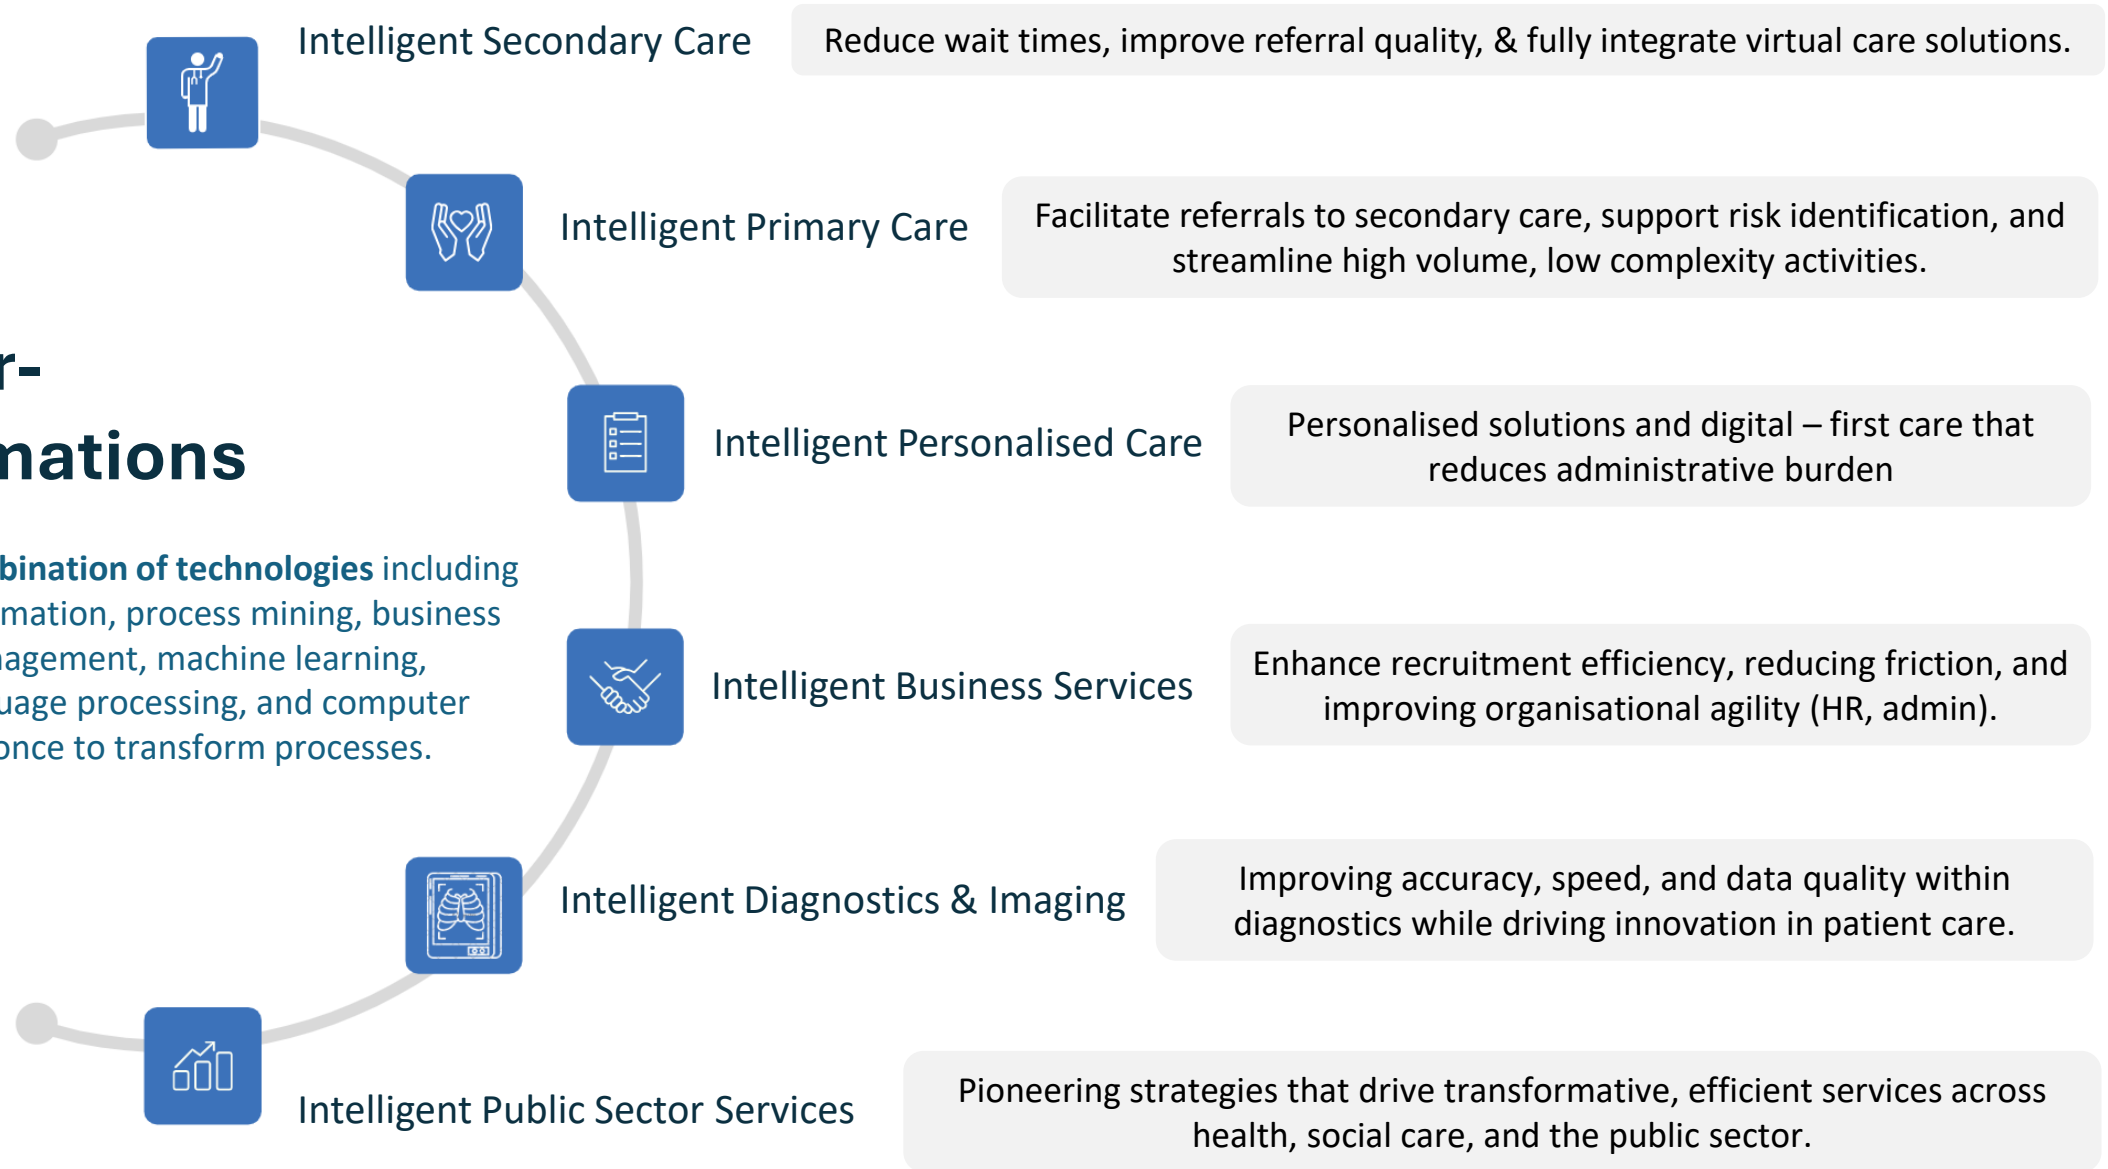 Intelligent Secondary Care
Reduce wait times, improve referral quality, & fully integrate virtual care solutions.
Intelligent Primary Care
Facilitate referrals to secondary care, support risk identification, and
streamline high volume, low complexity activities.
r-
mations
bination of technologies including
mation, process mining, business
nagement, machine learning,
uage processing, and computer
once to transform processes.
Intelligent Personalised Care
Personalised solutions and digital – first care that
reduces administrative burden
Intelligent Business Services
Enhance recruitment efficiency, reducing friction, and
improving organisational agility (HR, admin).
Intelligent Diagnostics & Imaging
Improving accuracy, speed, and data quality within
diagnostics while driving innovation in patient care.
Intelligent Public Sector Services
Pioneering strategies that drive transformative, efficient services across
health, social care, and the public sector.